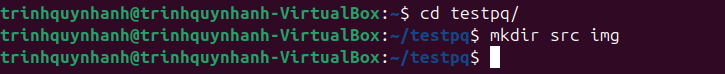 trinhquynhanh@trinhquynhanh-VirtualBox:~$ cd testpq/
trinhquynhanh@trinhquynhanh-VirtualBox:~/testpq$ mkdir src img
trinhquynhanh@trinhquynhanh-VirtualBox:~/testpq$